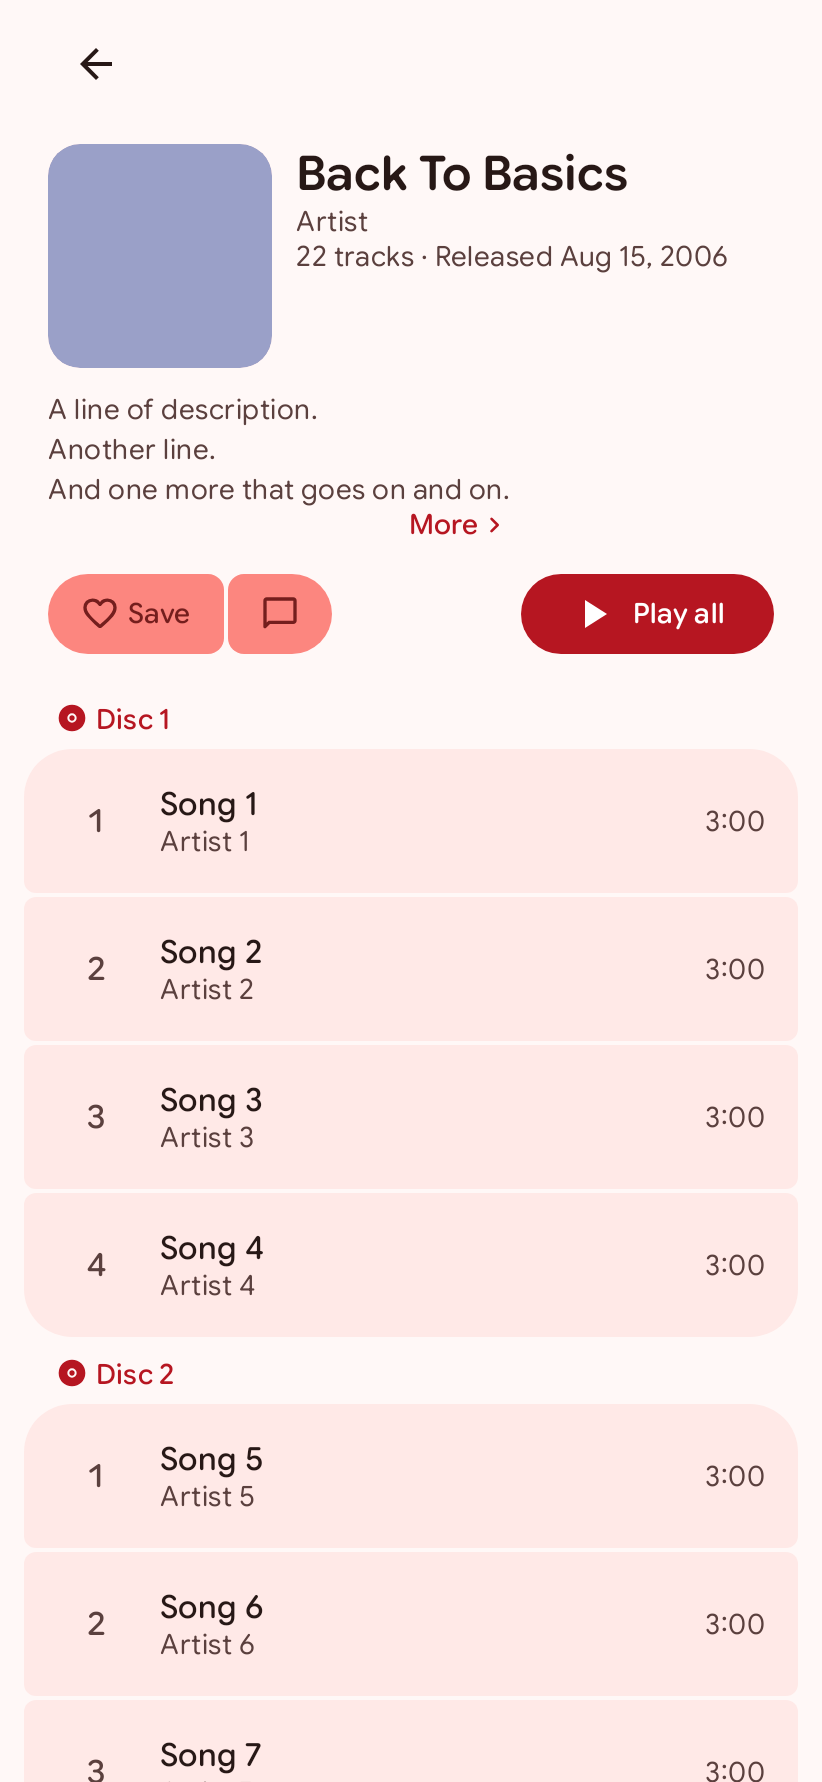 Back To Basics
Artist
22 tracks · Released Aug 15, 2006
A line of description.
Another line.
And one more that goes on and on.
More
Save
Play all
Disc 1
1
Song 1
Artist 1
3:00
2
Song 2
Artist 2
3:00
3
Song 3
Artist 3
3:00
4
Song 4
Artist 4
3:00
Disc 2
1
Song 5
Artist 5
3:00
2
Song 6
Artist 6
3:00
3
Song 7
3:00